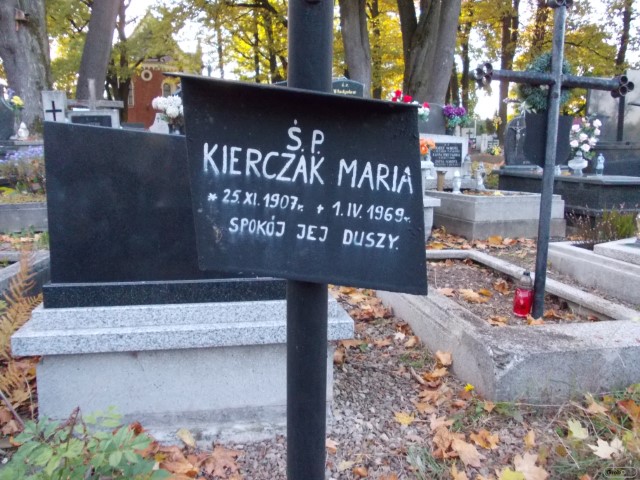 Ś.P.
KIERCZAK MARIA
* 25.XI.1907r. + 1.IV.1969r.
SPOKÓJ JEJ DUSZY.